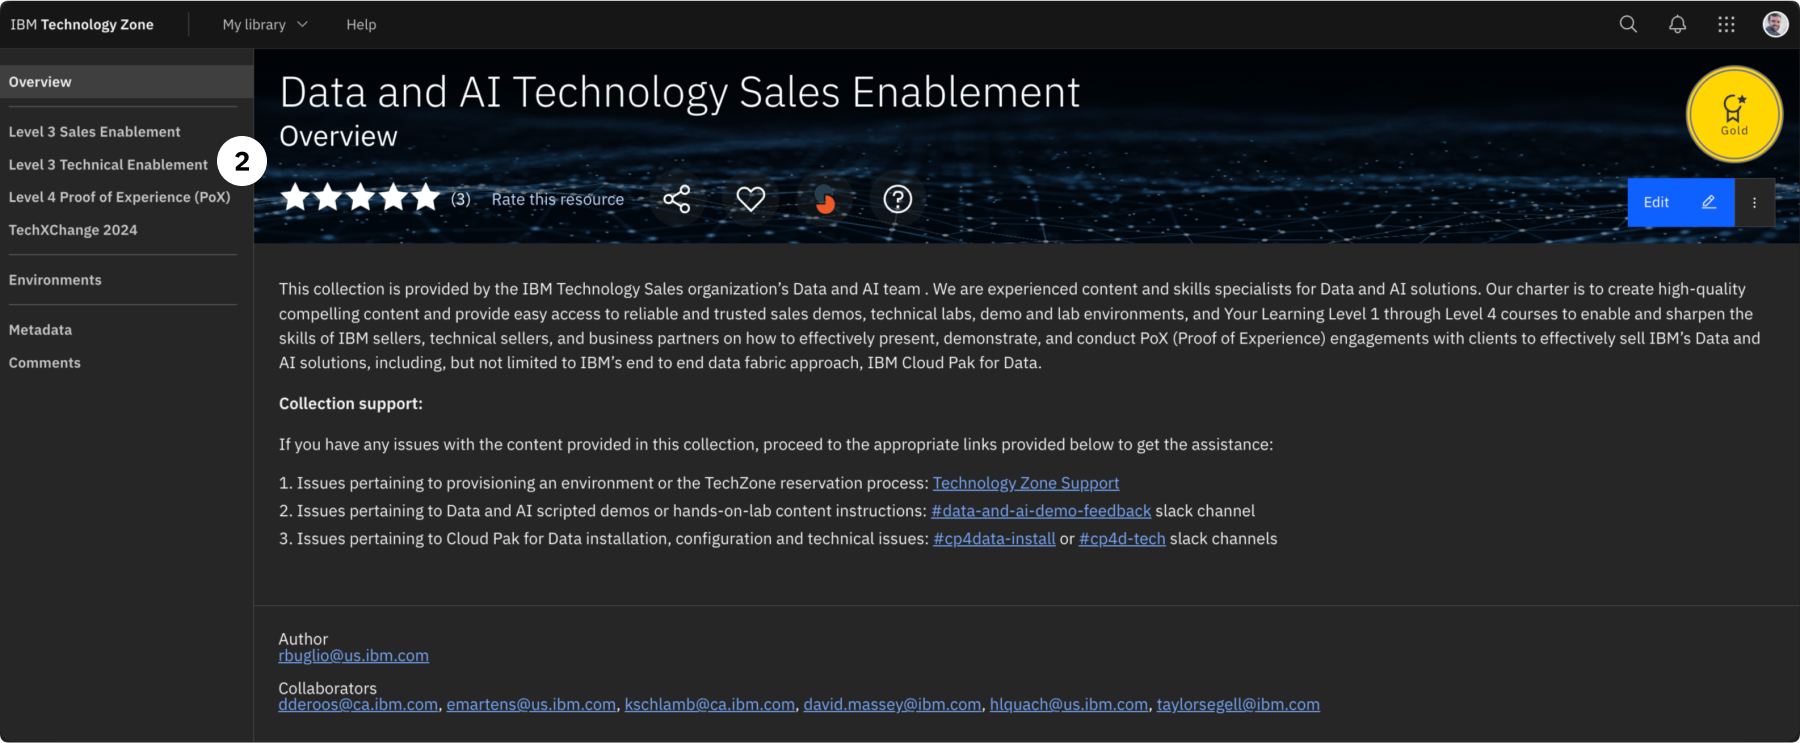 IBM Technology Zone
My library
Help
Overview
Level 3 Sales Enablement
Level 3 Technical Enablement
2
Level 4 Proof of Experience (PoX)
TechXChange 2024
Environments
Metadata
Comments
Data and AI Technology Sales Enablement
Overview
Gold
(3) Rate this resource
Edit
This collection is provided by the IBM Technology Sales organization's Data and AI team . We are experienced content and skills specialists for Data and AI solutions. Our charter is to create high-quality
compelling content and provide easy access to reliable and trusted sales demos, technical labs, demo and lab environments, and Your Learning Level 1 through Level 4 courses to enable and sharpen the
skills of IBM sellers, technical sellers, and business partners on how to effectively present, demonstrate, and conduct PoX (Proof of Experience) engagements with clients to effectively sell IBM's Data and
AI solutions, including, but not limited to IBM's end to end data fabric approach, IBM Cloud Pak for Data.
Collection support:
If you have any issues with the content provided in this collection, proceed to the appropriate links provided below to get the assistance:
1. Issues pertaining to provisioning an environment or the TechZone reservation process: Technology Zone Support
2. Issues pertaining to Data and AI scripted demos or hands-on-lab content instructions: #data-and-ai-demo-feedback slack channel
3. Issues pertaining to Cloud Pak for Data installation, configuration and technical issues: #cp4data-install or #cp4d-tech slack channels
Author
rbuglio@us.ibm.com
Collaborators
dderoos@ca.ibm.com, emartens@us.ibm.com, kschlamb@ca.ibm.com, david.massey@ibm.com, hlquach@us.ibm.com, taylorsegell@ibm.com